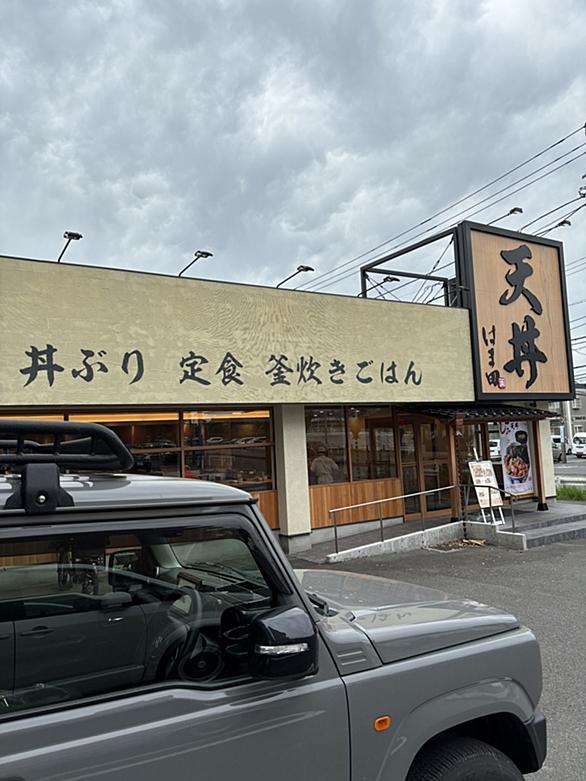 丼ぶり 定食 釜炊きごはん
天丼
はま田